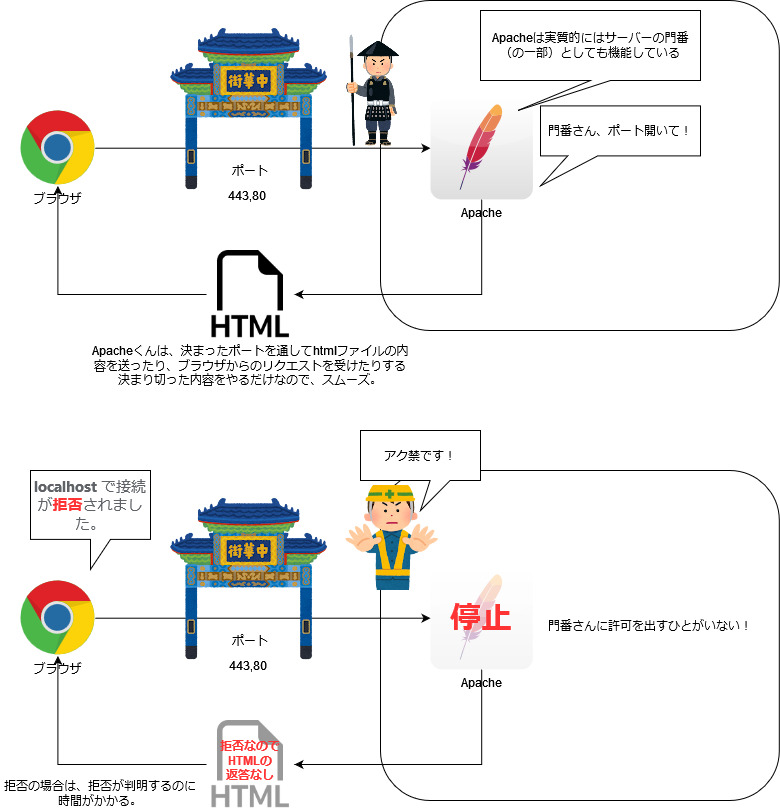 Apacheは実質的にはサーバーの門番
（の一部）としても機能している
中華街
門番さん、ポート開いて！
ポート
443,80
ブラウザ
Apache
HTML
Apacheくんは、決まったポートを通してhtmlファイルの内
容を送ったり、ブラウザからのリクエストを受けたりする
決まり切った内容をやるだけなので、スムーズ。
アク禁です！
localhost で接続
が拒否されまし
た。
中華街
停止
門番さんに許可を出すひとがいない！
ポート
443,80
ブラウザ
Apache
拒否なので
HTMLの
返答なし
HTML
拒否の場合は、拒否が判明するのに
時間がかかる。